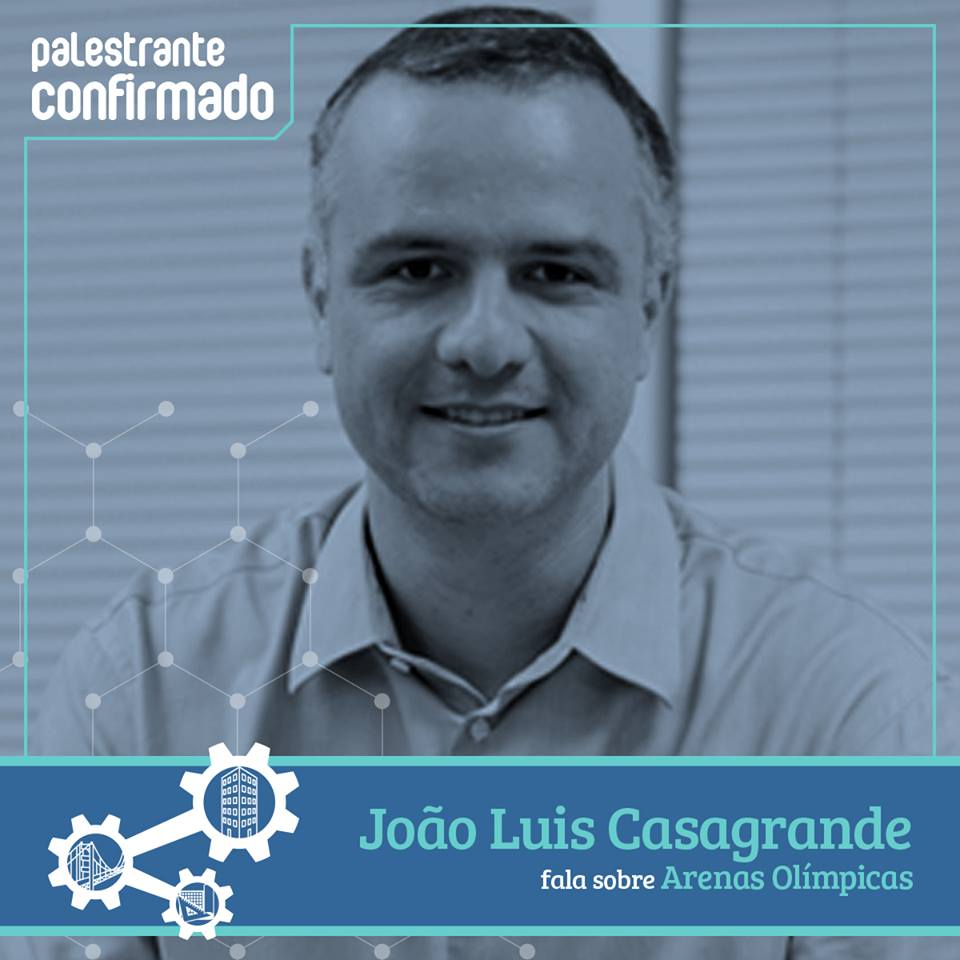 palestrante
confirmado
João Luis Casagrande
fala sobre Arenas Olímpicas